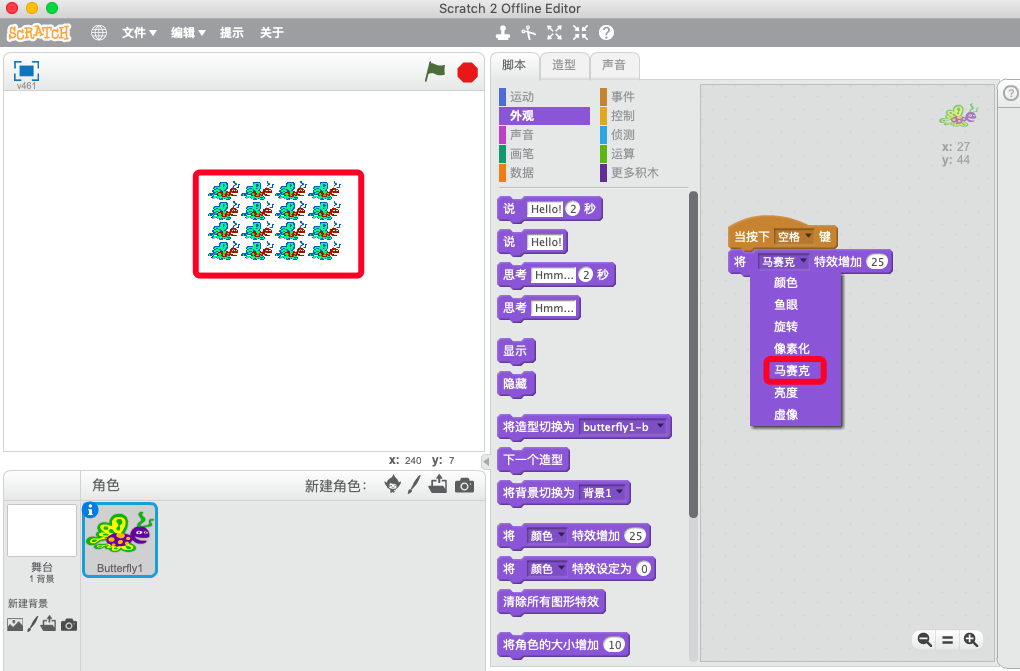 Scratch 2 Offline Editor
SCRATCH 文件 编辑 提示 关于
v461
x: 240 y: 7
角色 新建角色：
舞台
1 背景
新建背景
Butterfly1
脚本 造型 声音
运动 事件
外观 控制
声音 侦测
画笔 运算
数据 更多积木
说 Hello! 2 秒
说 Hello!
思考 Hmm... 2 秒
思考 Hmm...
显示
隐藏
将造型切换为 butterfly1-b
下一个造型
将背景切换为 背景1
将 颜色 特效增加 25
将 颜色 特效设定为 0
清除所有图形特效
将角色的大小增加 10
x: 27
y: 44
当按下 空格 键
将 马赛克 特效增加 25
颜色
鱼眼
旋转
像素化
马赛克
亮度
虚像